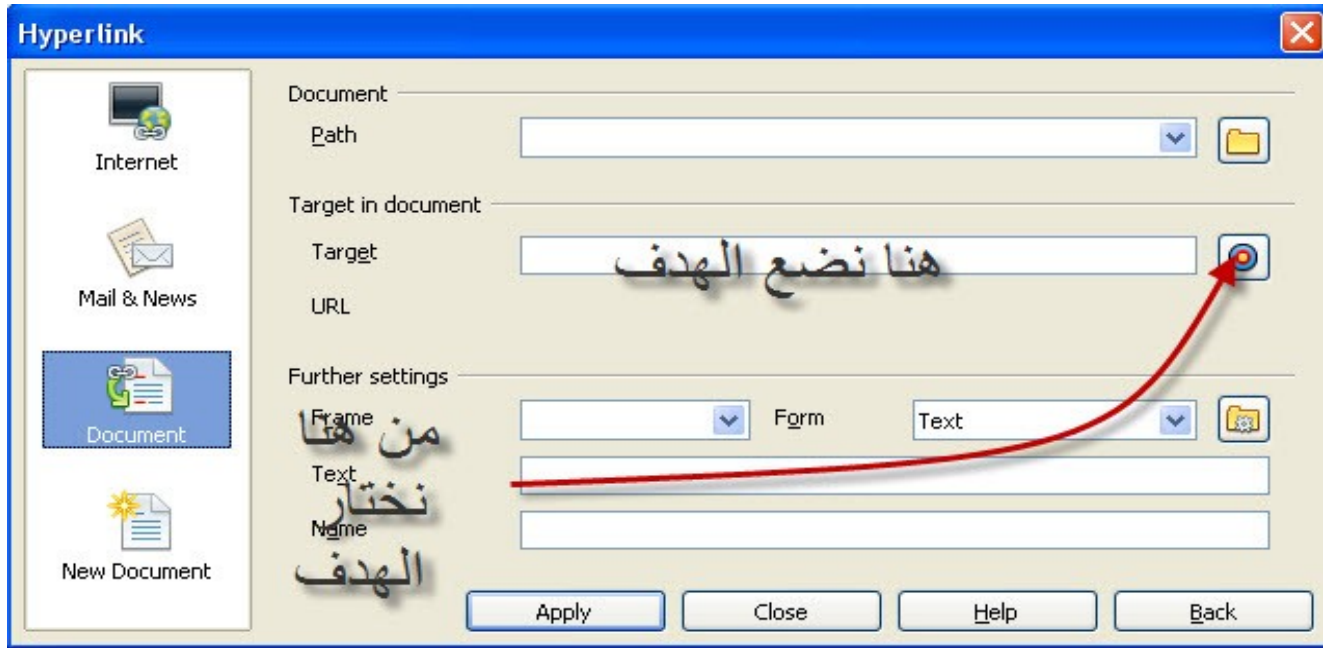 Hyperlink
Internet
Mail & News
Document
New Document
Document
Path
Target in document
Target
هنا نضع الهدف
URL
Further settings
Frame
Form
Text
من هنا
Text
نختار
Name
الهدف
Apply
Close
Help
Back